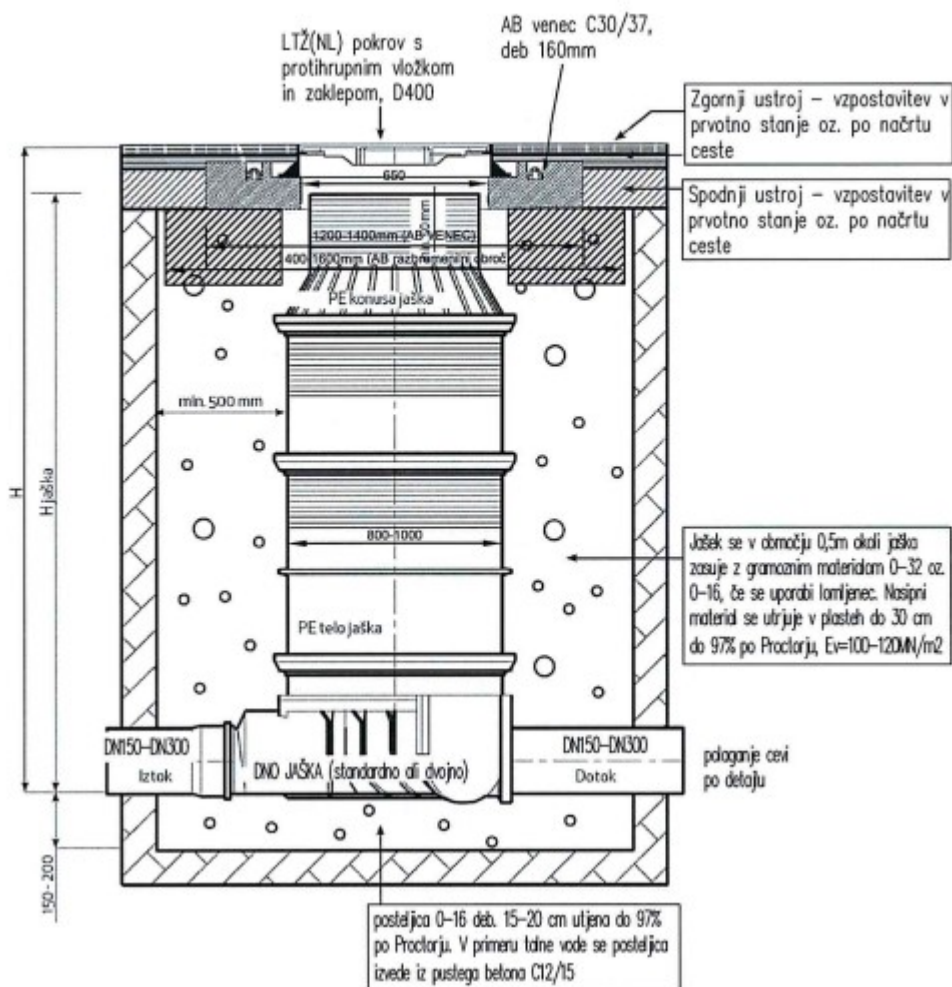 LTŽ(NL) pokrov s
protihrupnim vložkom
in zaklepom, D400
AB venec C30/37,
deb 160mm
Zgornji ustroj – vzpostavitev v
prvotno stanje oz. po načrtu
ceste
Spodnji ustroj – vzpostavitev v
prvotno stanje oz. po načrtu
ceste
650
1200-1400mm (AB VENEC)
400-1600mm (AB razbremenilni obroč
PE konusa jaška
min. 500 mm
H
H jaška
800-1000
Jašek se v območju 0,5m okoli jaška
zasuje z gramoznim materialom 0–32 oz.
0–16, če se uporabi lomljenec. Nasipni
material se utrjuje v plasteh do 30 cm
do 97% po Proctorju, Ev=100–120MN/m2
PE telo jaška
DN150–DN300
Iztok
DNO JAŠKA (standardno ali dvojno)
DN150–DN300
Dotok
polaganje cevi
po detajlu
150 - 200
posteljica 0–16 deb. 15–20 cm utjena do 97%
po Proctorju. V primeru talne vode se posteljica
izvede iz pustega betona C12/15